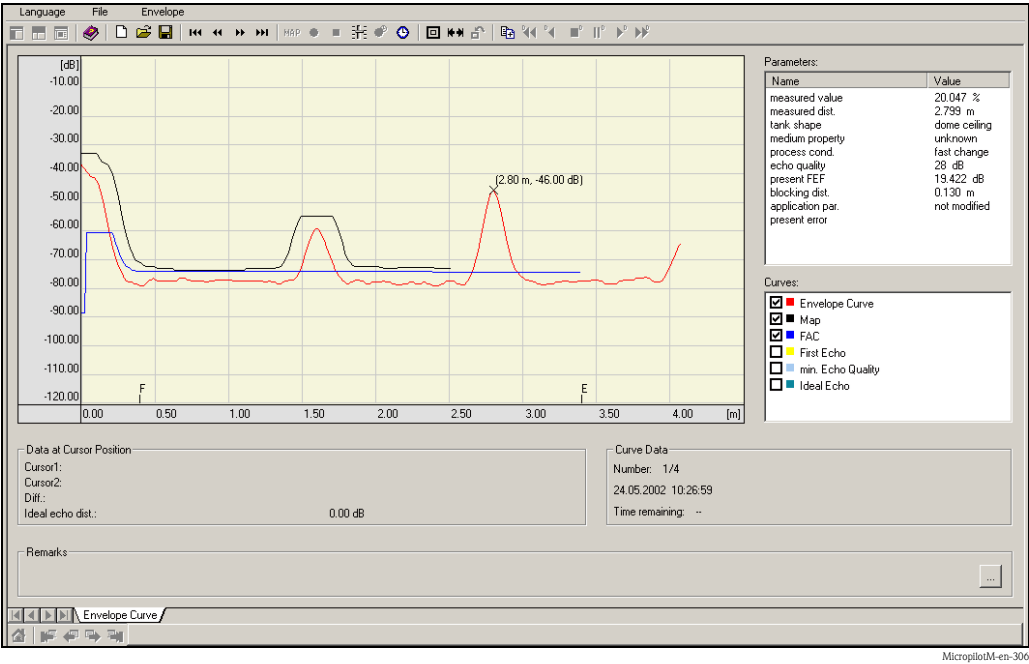 Language File Envelope
MAP
[dB]
-10.00
-20.00
-30.00
-40.00
-50.00
-60.00
-70.00
-80.00
-90.00
-100.00
-110.00
-120.00
(2.80 m, -46.00 dB)
F
E
0.00 0.50 1.00 1.50 2.00 2.50 3.00 3.50 4.00 [m]
Parameters:
Name Value
measured value 20.047 %
measured dist. 2.799 m
tank shape dome ceiling
medium property unknown
process cond. fast change
echo quality 28 dB
present FEF 19.422 dB
blocking dist. 0.130 m
application par. not modified
present error
Curves:
Envelope Curve
Map
FAC
First Echo
min. Echo Quality
Ideal Echo
Data at Cursor Position
Cursor1:
Cursor2:
Diff.:
Ideal echo dist.: 0.00 dB
Curve Data
Number: 1/4
24.05.2002 10:26:59
Time remaining: --
Remarks
...
Envelope Curve
MicropilotM-en-306